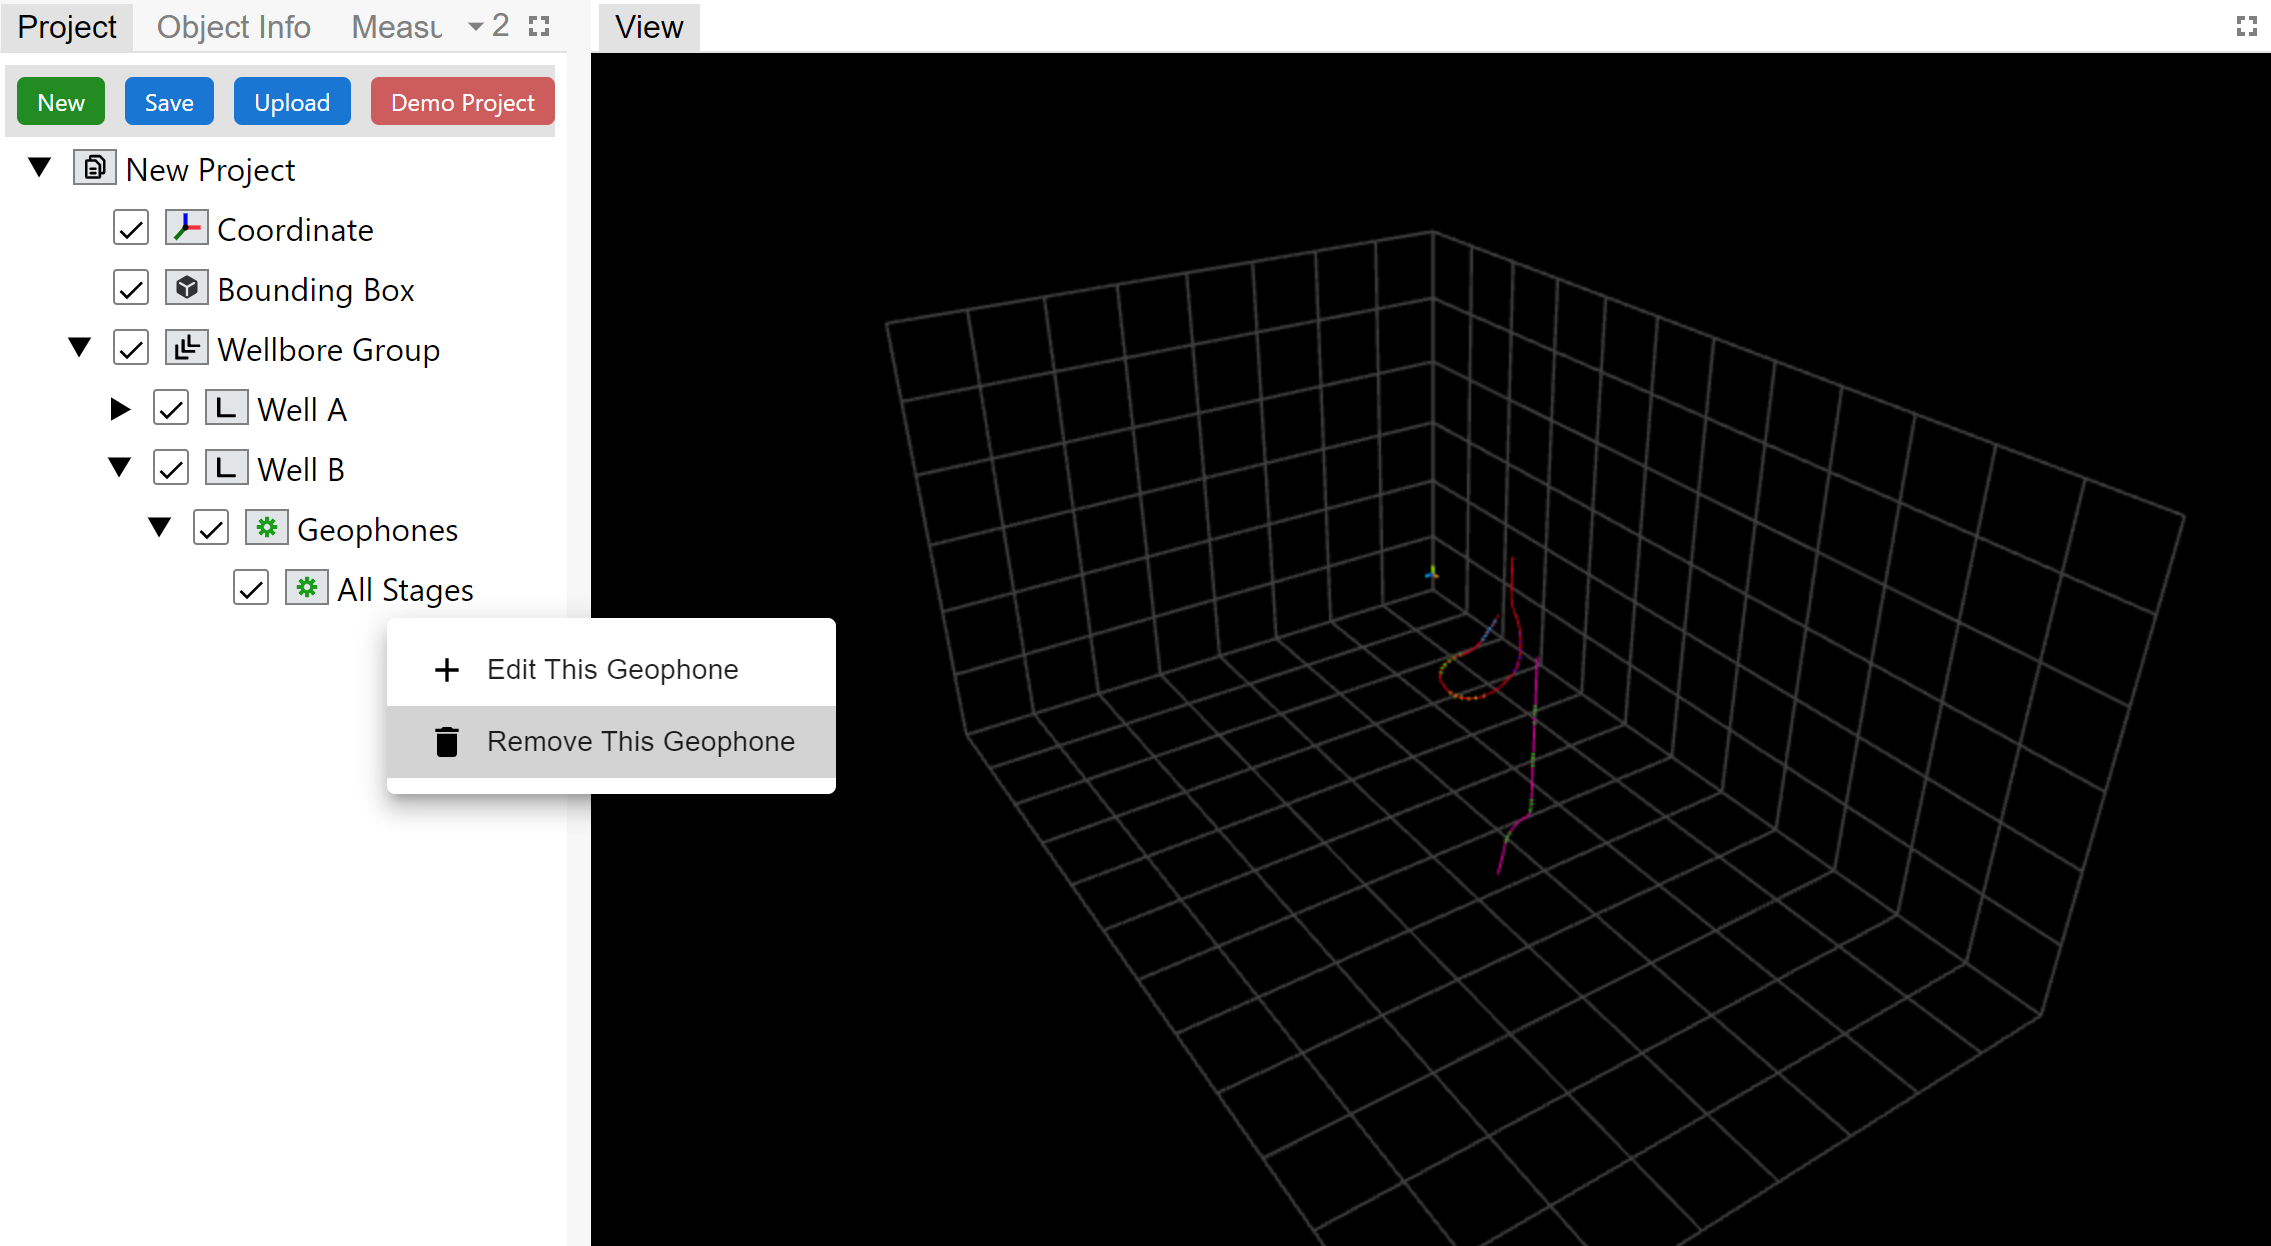 Project Object Info Measu 2 View
New Save Upload Demo Project
New Project
Coordinate
Bounding Box
Wellbore Group
Well A
Well B
Geophones
All Stages
Edit This Geophone
Remove This Geophone